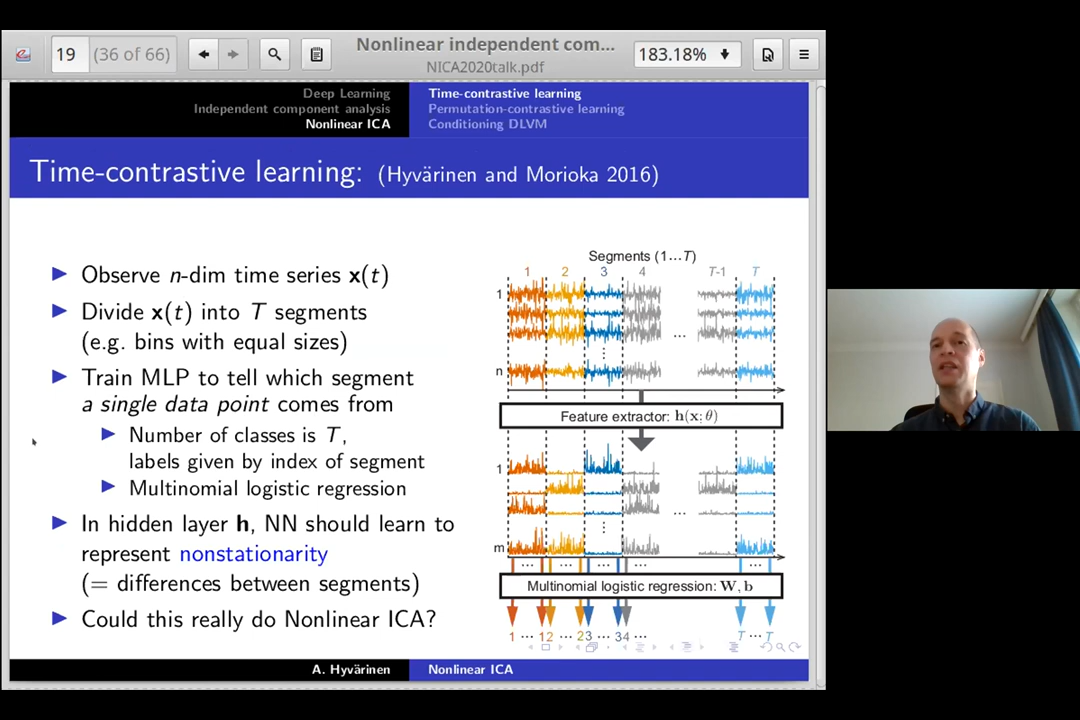 19 (36 of 66)
Nonlinear independent com...
NICA2020talk.pdf
183.18%
Deep Learning
Independent component analysis
Nonlinear ICA
Time-contrastive learning
Permutation-contrastive learning
Conditioning DLVM
Time-contrastive learning: (Hyvärinen and Morioka 2016)
Observe n-dim time series x(t)
Divide x(t) into T segments
(e.g. bins with equal sizes)
Train MLP to tell which segment
a single data point comes from
Number of classes is T,
labels given by index of segment
Multinomial logistic regression
In hidden layer h, NN should learn to
represent nonstationarity
(= differences between segments)
Could this really do Nonlinear ICA?
Segments (1...T)
1 2 3 4 T-1 T
1
...
n
Feature extractor: h(x; θ)
1
...
m
... ... ... ... ...
Multinomial logistic regression: W, b
1 ... 12 ... 23 ... 34 ... T ... T
A. Hyvärinen
Nonlinear ICA